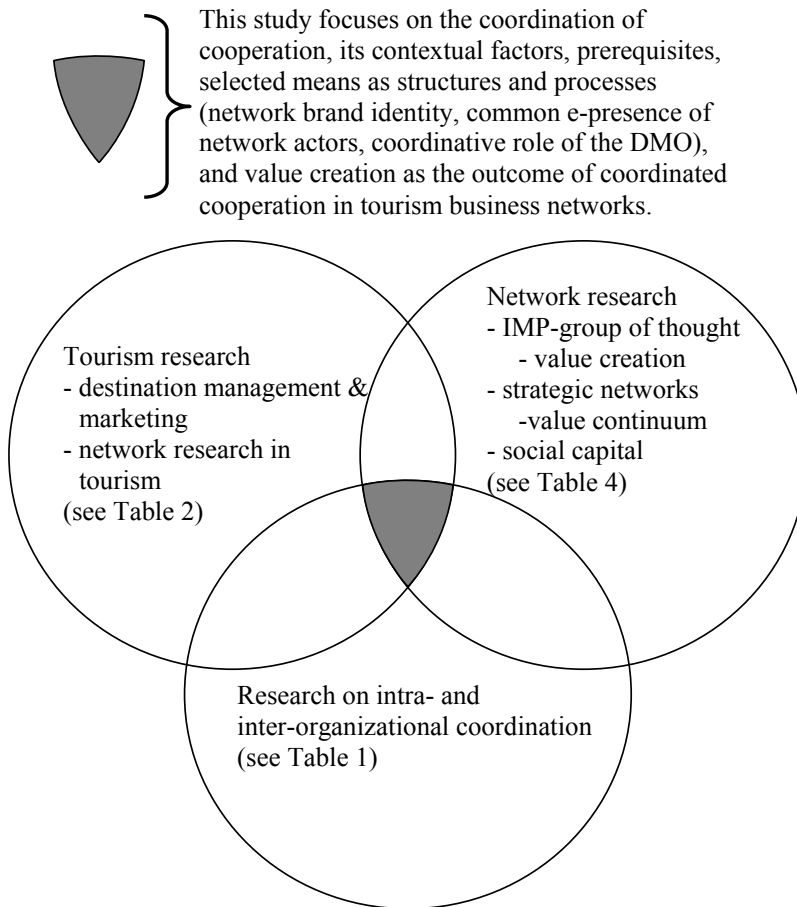 This study focuses on the coordination of
cooperation, its contextual factors, prerequisites,
selected means as structures and processes
(network brand identity, common e-presence of
network actors, coordinative role of the DMO),
and value creation as the outcome of coordinated
cooperation in tourism business networks.
Tourism research
- destination management &
marketing
- network research in
tourism
(see Table 2)
Network research
- IMP-group of thought
- value creation
- strategic networks
-value continuum
- social capital
(see Table 4)
Research on intra- and
inter-organizational coordination
(see Table 1)